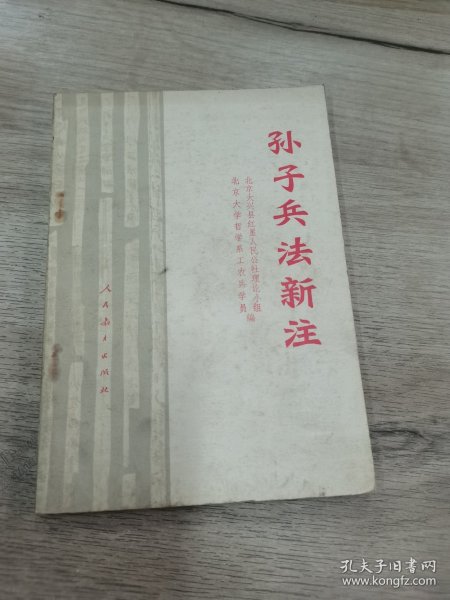 孙子兵法新注
北京大兴县红星人民公社理论小组
北京大学哲学系工农兵学员 编
人民教育出版社
孔夫子旧书网
www.kongfz.com